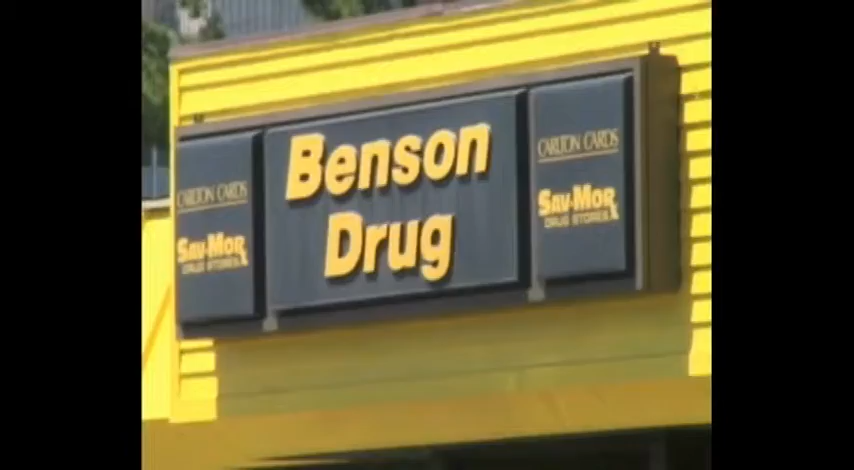 CARLTON CARDS
SAV-MOR
DRUG STORES
Benson
Drug
CARLTON CARDS
SAV-MOR
DRUG STORES